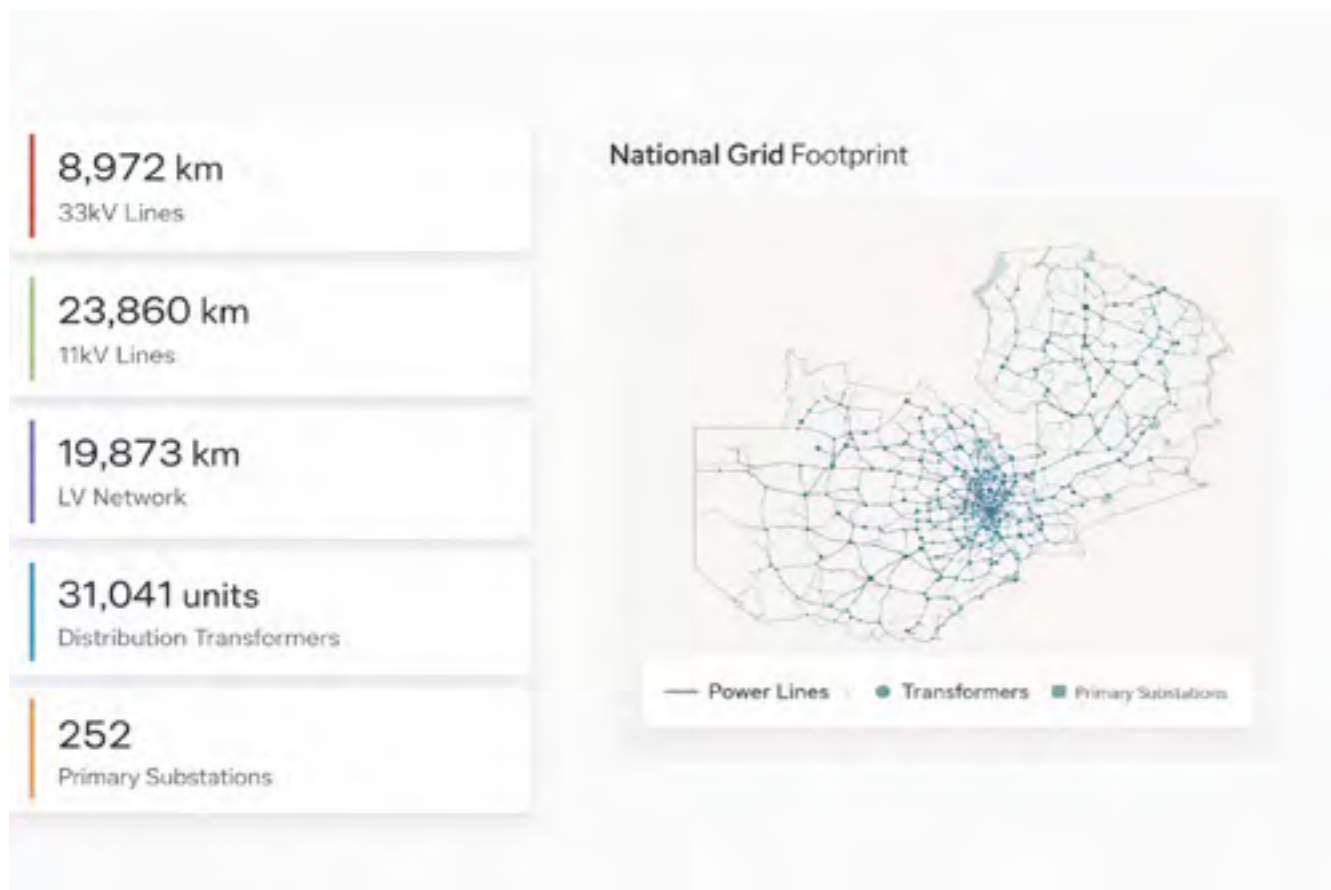 8,972 km
33kV Lines
23,860 km
11kV Lines
19,873 km
LV Network
31,041 units
Distribution Transformers
252
Primary Substations
National Grid Footprint
Power Lines
Transformers
Primary Substations